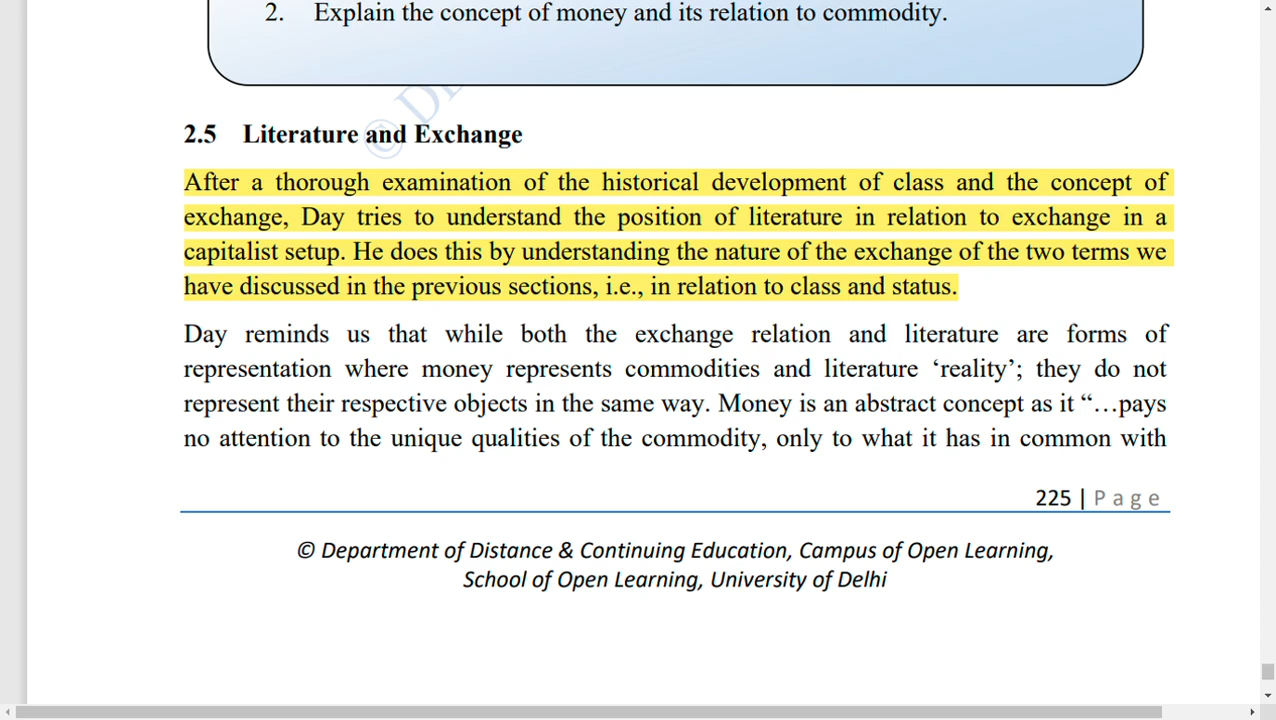 2. Explain the concept of money and its relation to commodity.
© D
2.5 Literature and Exchange
After a thorough examination of the historical development of class and the concept of
exchange, Day tries to understand the position of literature in relation to exchange in a
capitalist setup. He does this by understanding the nature of the exchange of the two terms we
have discussed in the previous sections, i.e., in relation to class and status.
Day reminds us that while both the exchange relation and literature are forms of
representation where money represents commodities and literature ‘reality’; they do not
represent their respective objects in the same way. Money is an abstract concept as it “…pays
no attention to the unique qualities of the commodity, only to what it has in common with
225 | P a g e
© Department of Distance & Continuing Education, Campus of Open Learning,
School of Open Learning, University of Delhi